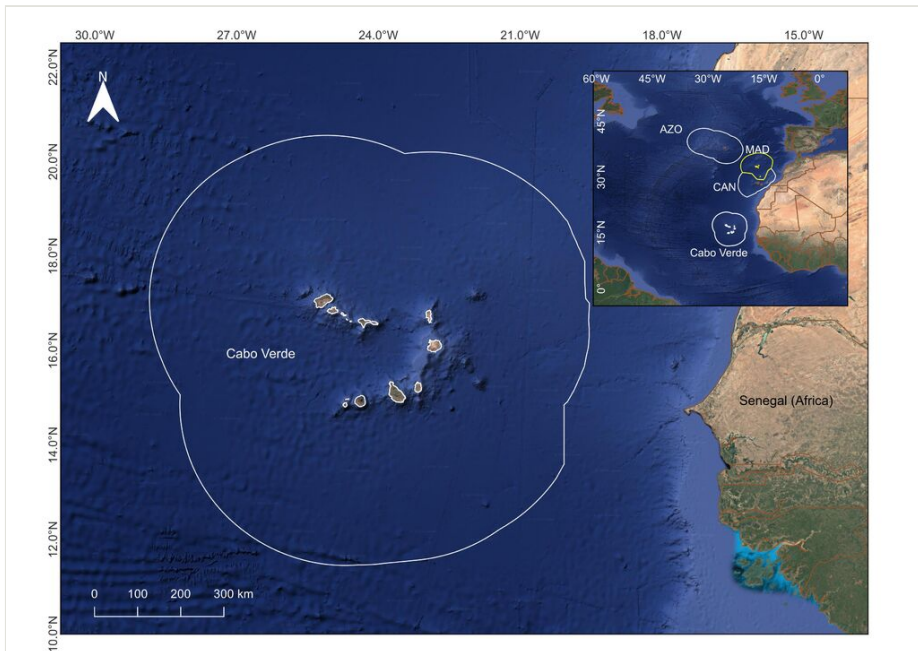 30.0°W 27.0°W 24.0°W 21.0°W 18.0°W 15.0°W
22.0°N
20.0°N
18.0°N
16.0°N
14.0°N
12.0°N
10.0°N
N
60°W 45°W 30°W 15°W 0°
45°N
30°N
15°N
0°
AZO
MAD
CAN
Cabo Verde
Cabo Verde
Senegal (Africa)
0 100 200 300 km